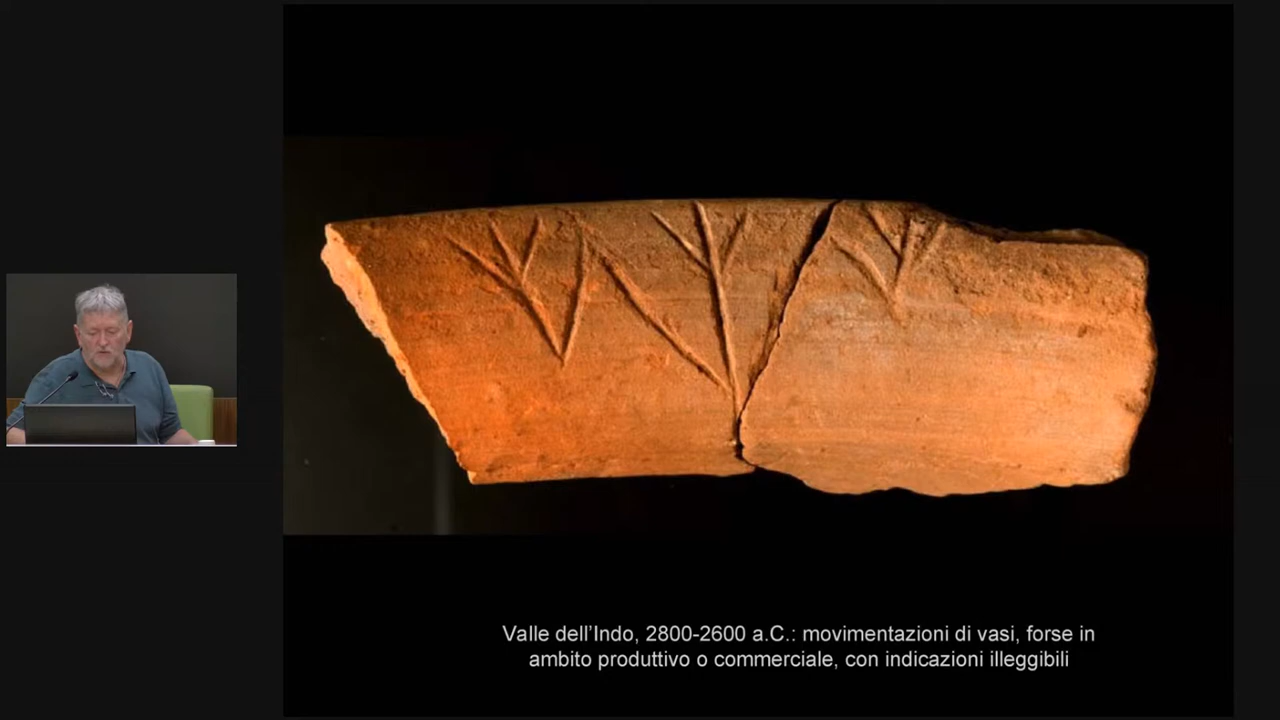 Valle dell'Indo, 2800-2600 a.C.: movimentazioni di vasi, forse in
ambito produttivo o commerciale, con indicazioni illeggibili